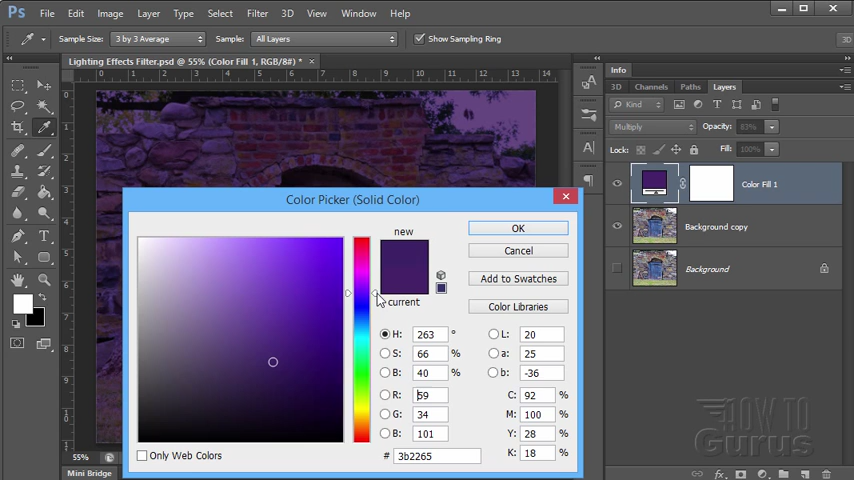 Ps File Edit Image Layer Type Select Filter 3D View Window Help
Sample Size: 3 by 3 Average Sample: All Layers Show Sampling Ring 3D
Lighting Effects Filter.psd @ 55% (Color Fill 1, RGB/8#) * ×
Info
3D Channels Paths Layers
Kind
Multiply Opacity: 83%
Lock: Fill: 100%
Color Fill 1
Background copy
Background
Color Picker (Solid Color)
new
current
OK
Cancel
Add to Swatches
Color Libraries
H: 263 °
S: 66 %
B: 40 %
R: 59
G: 34
B: 101
L: 20
a: 25
b: -36
C: 92 %
M: 100 %
Y: 28 %
K: 18 %
Only Web Colors
# 3b2265
55%
Mini Bridge
HOW TO
Gurus